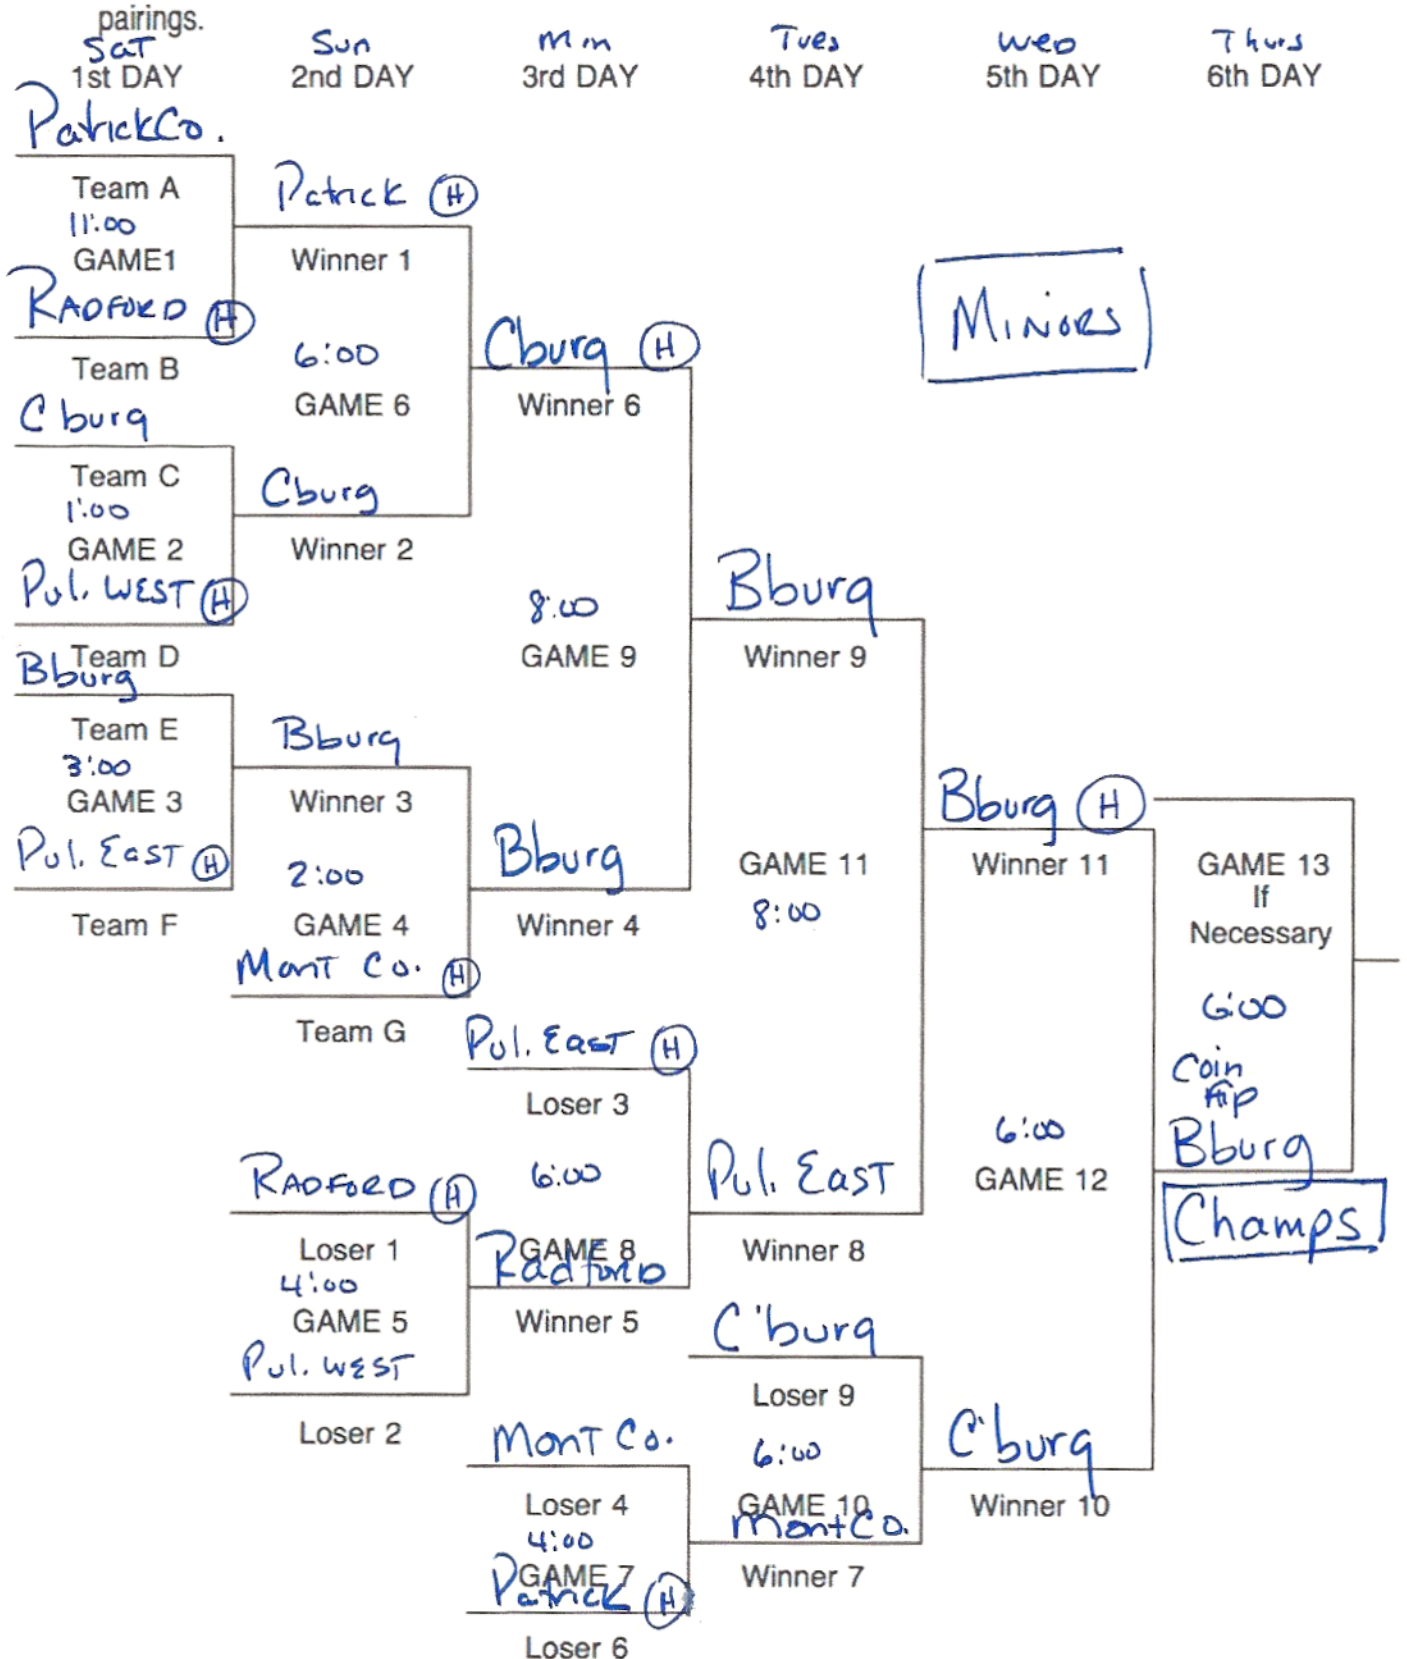 pairings.
Sat Sun Mon Tues Wed Thurs
1st DAY 2nd DAY 3rd DAY 4th DAY 5th DAY 6th DAY
Patrick Co.
Team A
11:00
GAME1
RADFORD H
Team B
Cburg
Team C
1:00
GAME 2
Pul. WEST H
Team D
Bburg
Team E
3:00
GAME 3
Pul. East H
Team F
Patrick H
Winner 1
6:00
GAME 6
Cburg
Winner 2
Bburg
Winner 3
2:00
GAME 4
Mont Co. H
Team G
RADFORD H
Loser 1
4:00
GAME 5
Pul. WEST
Loser 2
Cburg H
Winner 6
8:00
GAME 9
Bburg
Winner 4
Pul. East H
Loser 3
6:00
GAME 8
Radford
Winner 5
Mont Co.
Loser 4
4:00
GAME 7
Patrick H
Loser 6
Bburg
Winner 9
GAME 11
8:00
Pul. East
Winner 8
C'burg
Loser 9
6:00
GAME 10
Mont Co.
Winner 7
MINORS
Bburg H
Winner 11
6:00
GAME 12
C'burg
Winner 10
GAME 13
If
Necessary
6:00
Coin
flip
Bburg
Champs